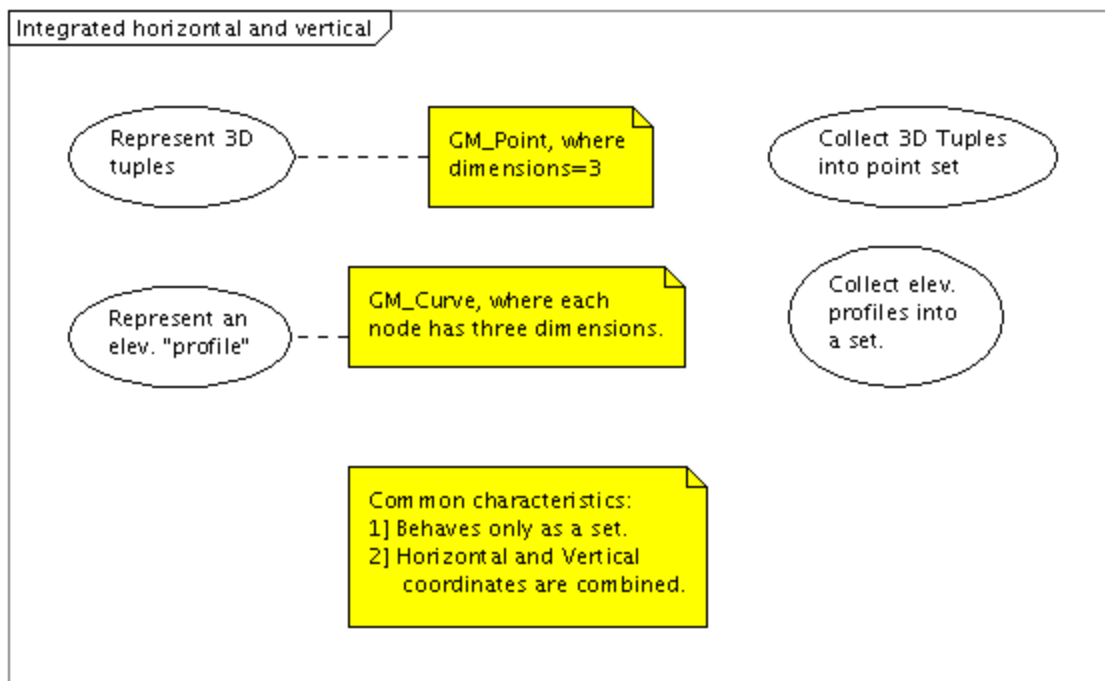 Integrated horizontal and vertical
Represent 3D
tuples
GM_Point, where
dimensions=3
Collect 3D Tuples
into point set
Represent an
elev. "profile"
GM_Curve, where each
node has three dimensions.
Collect elev.
profiles into
a set.
Common characteristics:
1] Behaves only as a set.
2] Horizontal and Vertical
coordinates are combined.